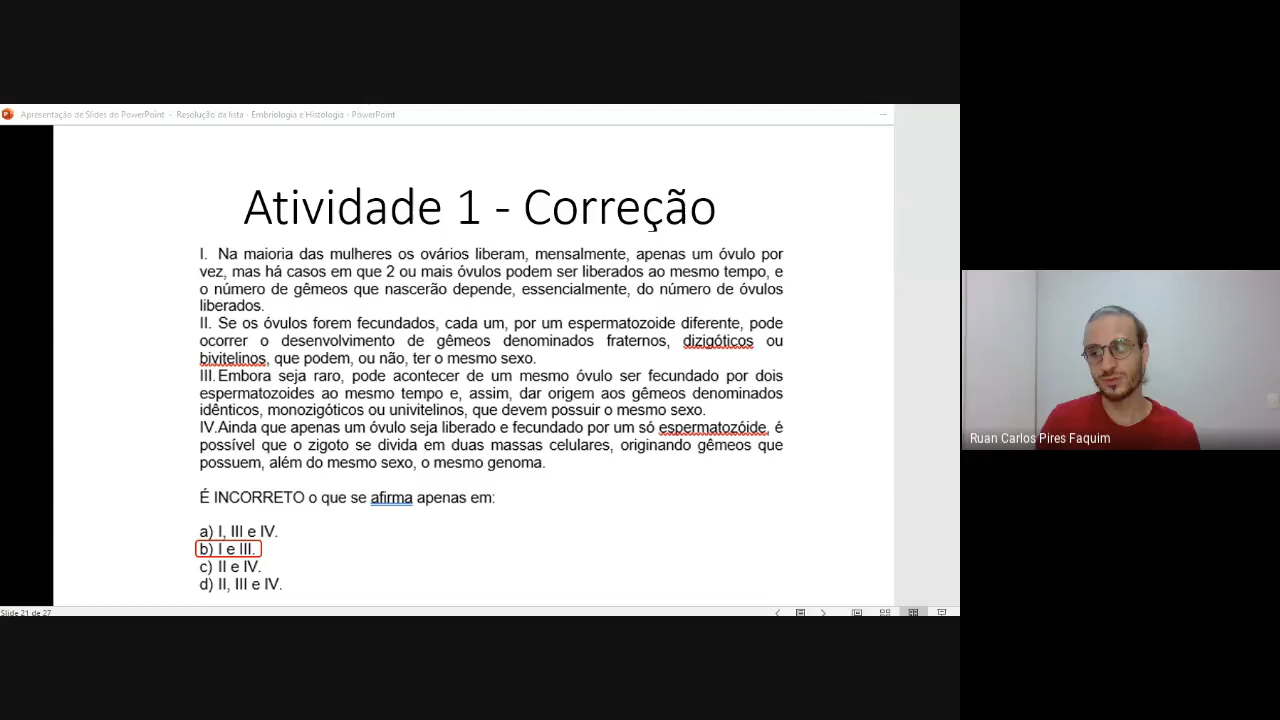 Apresentação de Slides do PowerPoint - Resolução da lista - Embriologia e Histologia - PowerPoint
Atividade 1 - Correção
I. Na maioria das mulheres os ovários liberam, mensalmente, apenas um óvulo por
vez, mas há casos em que 2 ou mais óvulos podem ser liberados ao mesmo tempo, e
o número de gêmeos que nascerão depende, essencialmente, do número de óvulos
liberados.
II. Se os óvulos forem fecundados, cada um, por um espermatozoide diferente, pode
ocorrer o desenvolvimento de gêmeos denominados fraternos, dizigóticos ou
bivitelinos, que podem, ou não, ter o mesmo sexo.
III. Embora seja raro, pode acontecer de um mesmo óvulo ser fecundado por dois
espermatozoides ao mesmo tempo e, assim, dar origem aos gêmeos denominados
idênticos, monozigóticos ou univitelinos, que devem possuir o mesmo sexo.
IV.Ainda que apenas um óvulo seja liberado e fecundado por um só espermatozóide, é
possível que o zigoto se divida em duas massas celulares, originando gêmeos que
possuem, além do mesmo sexo, o mesmo genoma.
É INCORRETO o que se afirma apenas em:
a) I, III e IV.
b) I e III.
c) II e IV.
d) II, III e IV.
Slide 21 de 27
Ruan Carlos Pires Faquim